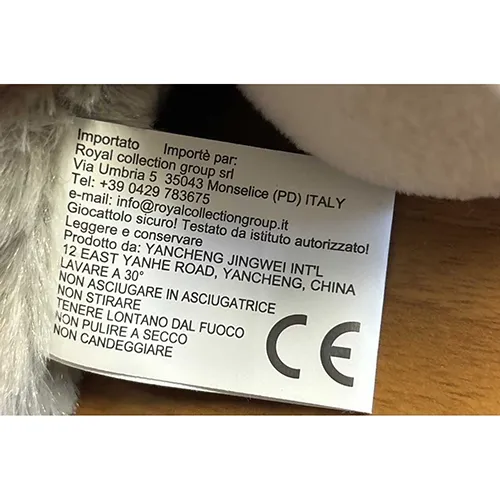 Importato Importè par:
Royal collection group srl
Via Umbria 5 35043 Monselice (PD) ITALY
Tel: +39 0429 783675
e-mail: info@royalcollectiongroup.it
Giocattolo sicuro! Testato da istituto autorizzato!
Leggere e conservare
Prodotto da: YANCHENG JINGWEI INT'L
12 EAST YANHE ROAD, YANCHENG, CHINA
LAVARE A 30°
NON ASCIUGARE IN ASCIUGATRICE
NON STIRARE
TENERE LONTANO DAL FUOCO
NON PULIRE A SECCO
NON CANDEGGIARE
CE